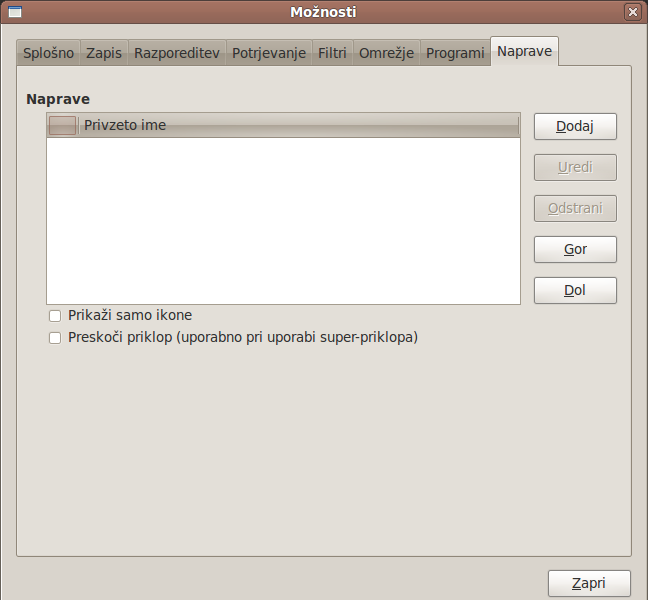 Možnosti
Splošno Zapis Razporeditev Potrjevanje Filtri Omrežje Programi Naprave
Naprave
Privzeto ime
Dodaj
Uredi
Odstrani
Gor
Dol
Prikaži samo ikone
Preskoči priklop (uporabno pri uporabi super-priklopa)
Zapri